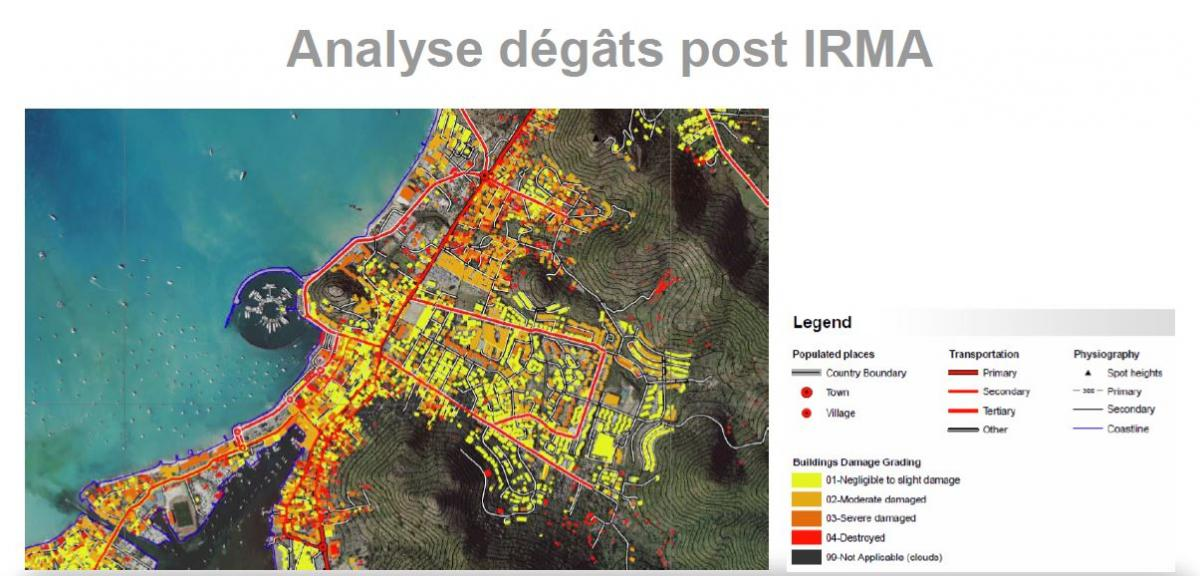 Analyse dégâts post IRMA
Legend
Populated places
Country Boundary
Town
Village
Transportation
Primary
Secondary
Tertiary
Other
Physiography
Spot heights
Primary
Secondary
Coastline
Buildings Damage Grading
01-Negligible to slight damage
02-Moderate damaged
03-Severe damaged
04-Destroyed
99-Not Applicable (clouds)